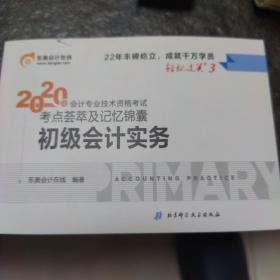 东奥会计在线
www.dongao.com
22年丰碑屹立，成就千万学员
轻松过关3
2020年会计专业技术资格考试
考点荟萃及记忆锦囊
初级会计实务
东奥会计在线 编著
ACCOUNTING PRACTICE
PRIMARY
北京科学技术出版社